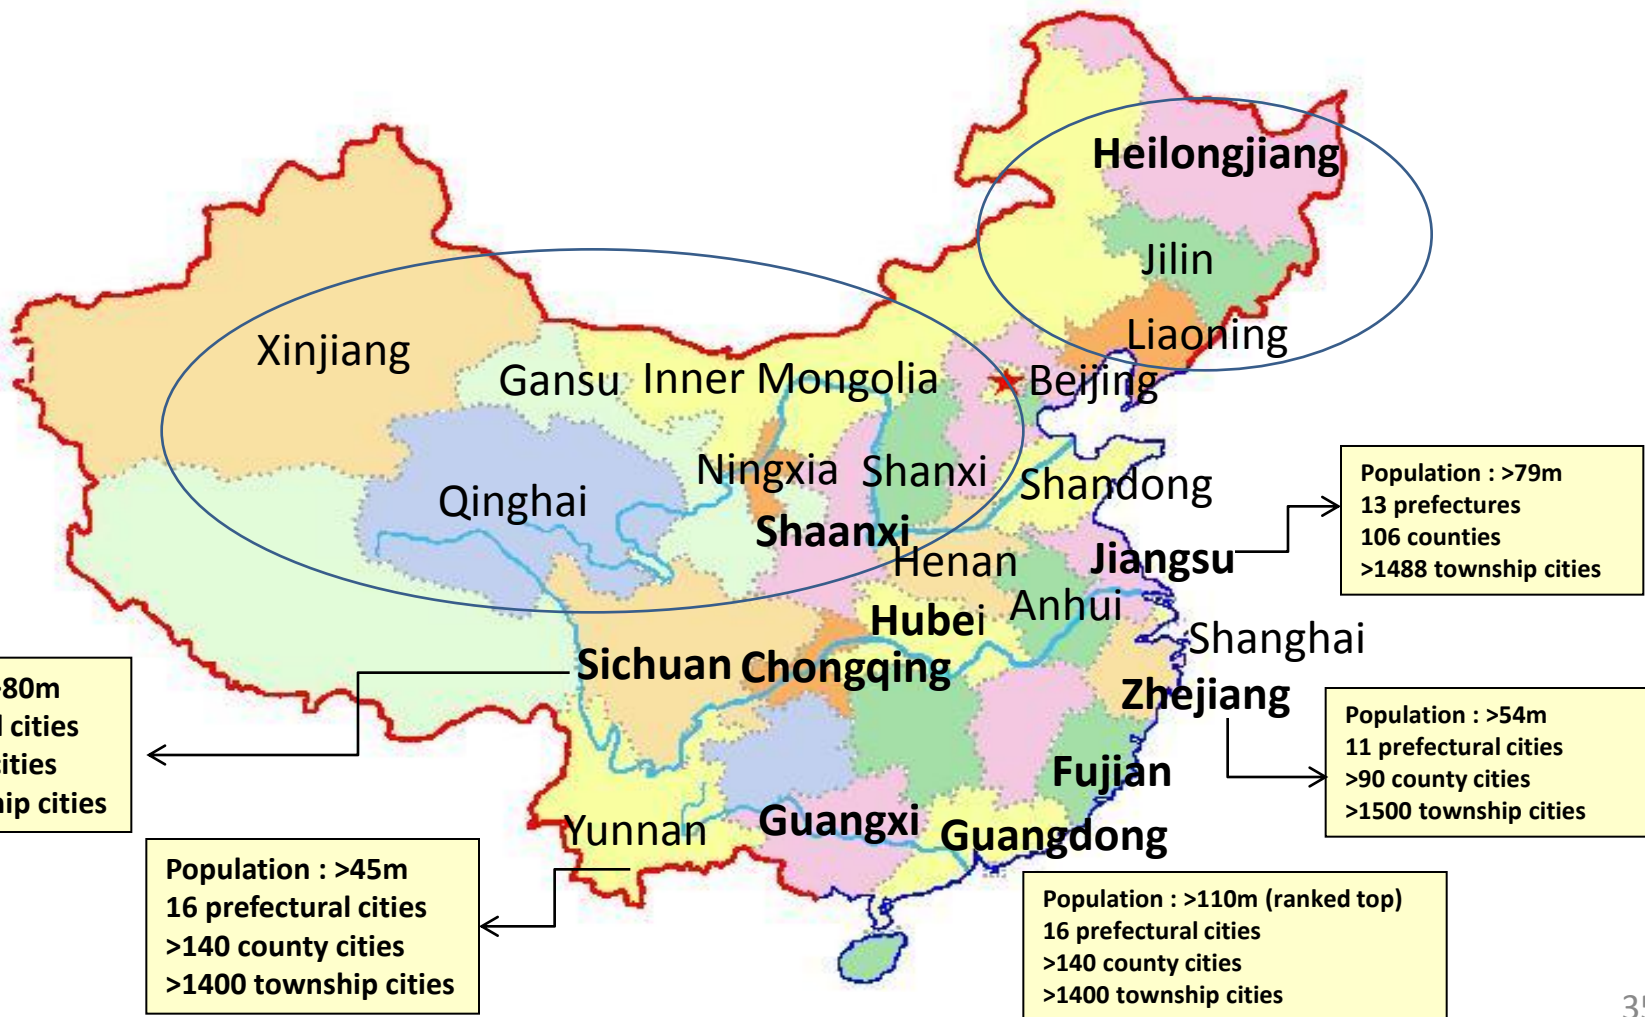 Heilongjiang
Jilin
Liaoning
Xinjiang
Gansu
Inner Mongolia
Beijing
Ningxia
Shanxi
Shandong
Qinghai
Shaanxi
Henan
Jiangsu
Anhui
Hubei
Shanghai
Sichuan
Chongqing
Zhejiang
Fujian
Yunnan
Guangxi
Guangdong
Population : >79m
13 prefectures
106 counties
>1488 township cities
80m
cities
cities
cities
Population : >54m
11 prefectural cities
>90 county cities
>1500 township cities
Population : >45m
16 prefectural cities
>140 county cities
>1400 township cities
Population : >110m (ranked top)
16 prefectural cities
>140 county cities
>1400 township cities
35